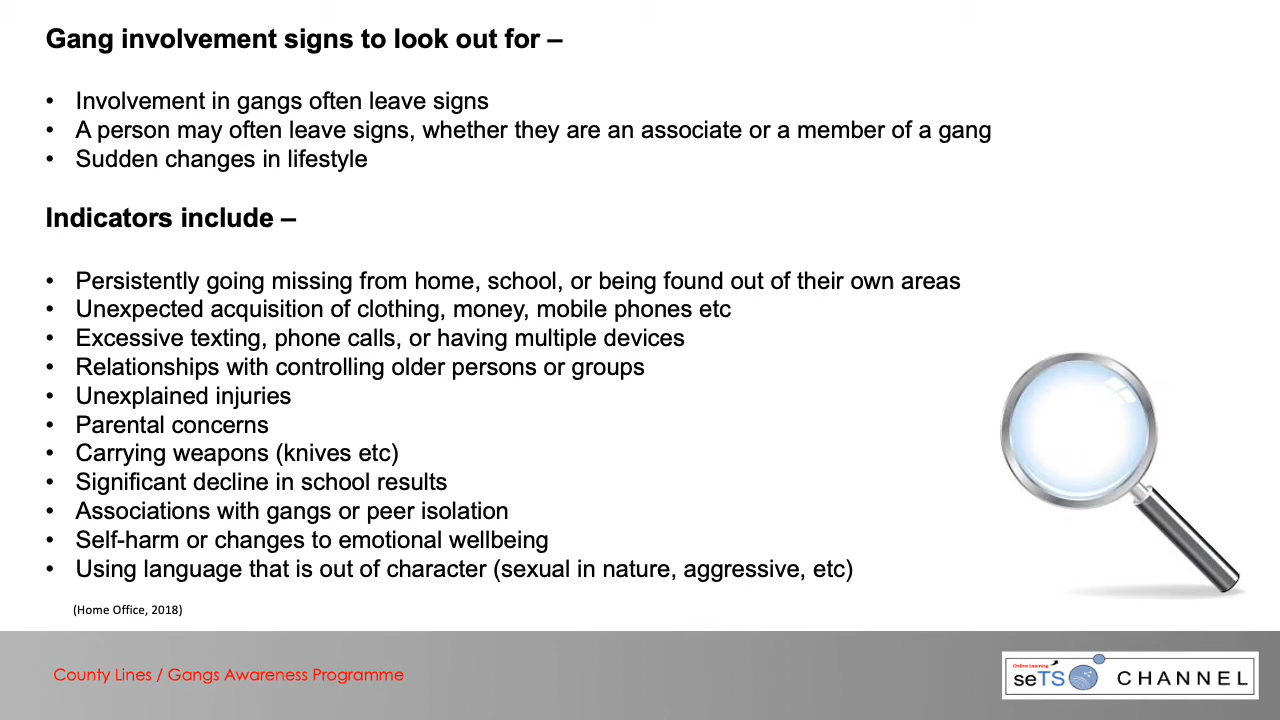 Gang involvement signs to look out for –
• Involvement in gangs often leave signs
• A person may often leave signs, whether they are an associate or a member of a gang
• Sudden changes in lifestyle
Indicators include –
• Persistently going missing from home, school, or being found out of their own areas
• Unexpected acquisition of clothing, money, mobile phones etc
• Excessive texting, phone calls, or having multiple devices
• Relationships with controlling older persons or groups
• Unexplained injuries
• Parental concerns
• Carrying weapons (knives etc)
• Significant decline in school results
• Associations with gangs or peer isolation
• Self-harm or changes to emotional wellbeing
• Using language that is out of character (sexual in nature, aggressive, etc)
(Home Office, 2018)
County Lines / Gangs Awareness Programme
Online Learning
seTS CHANNEL